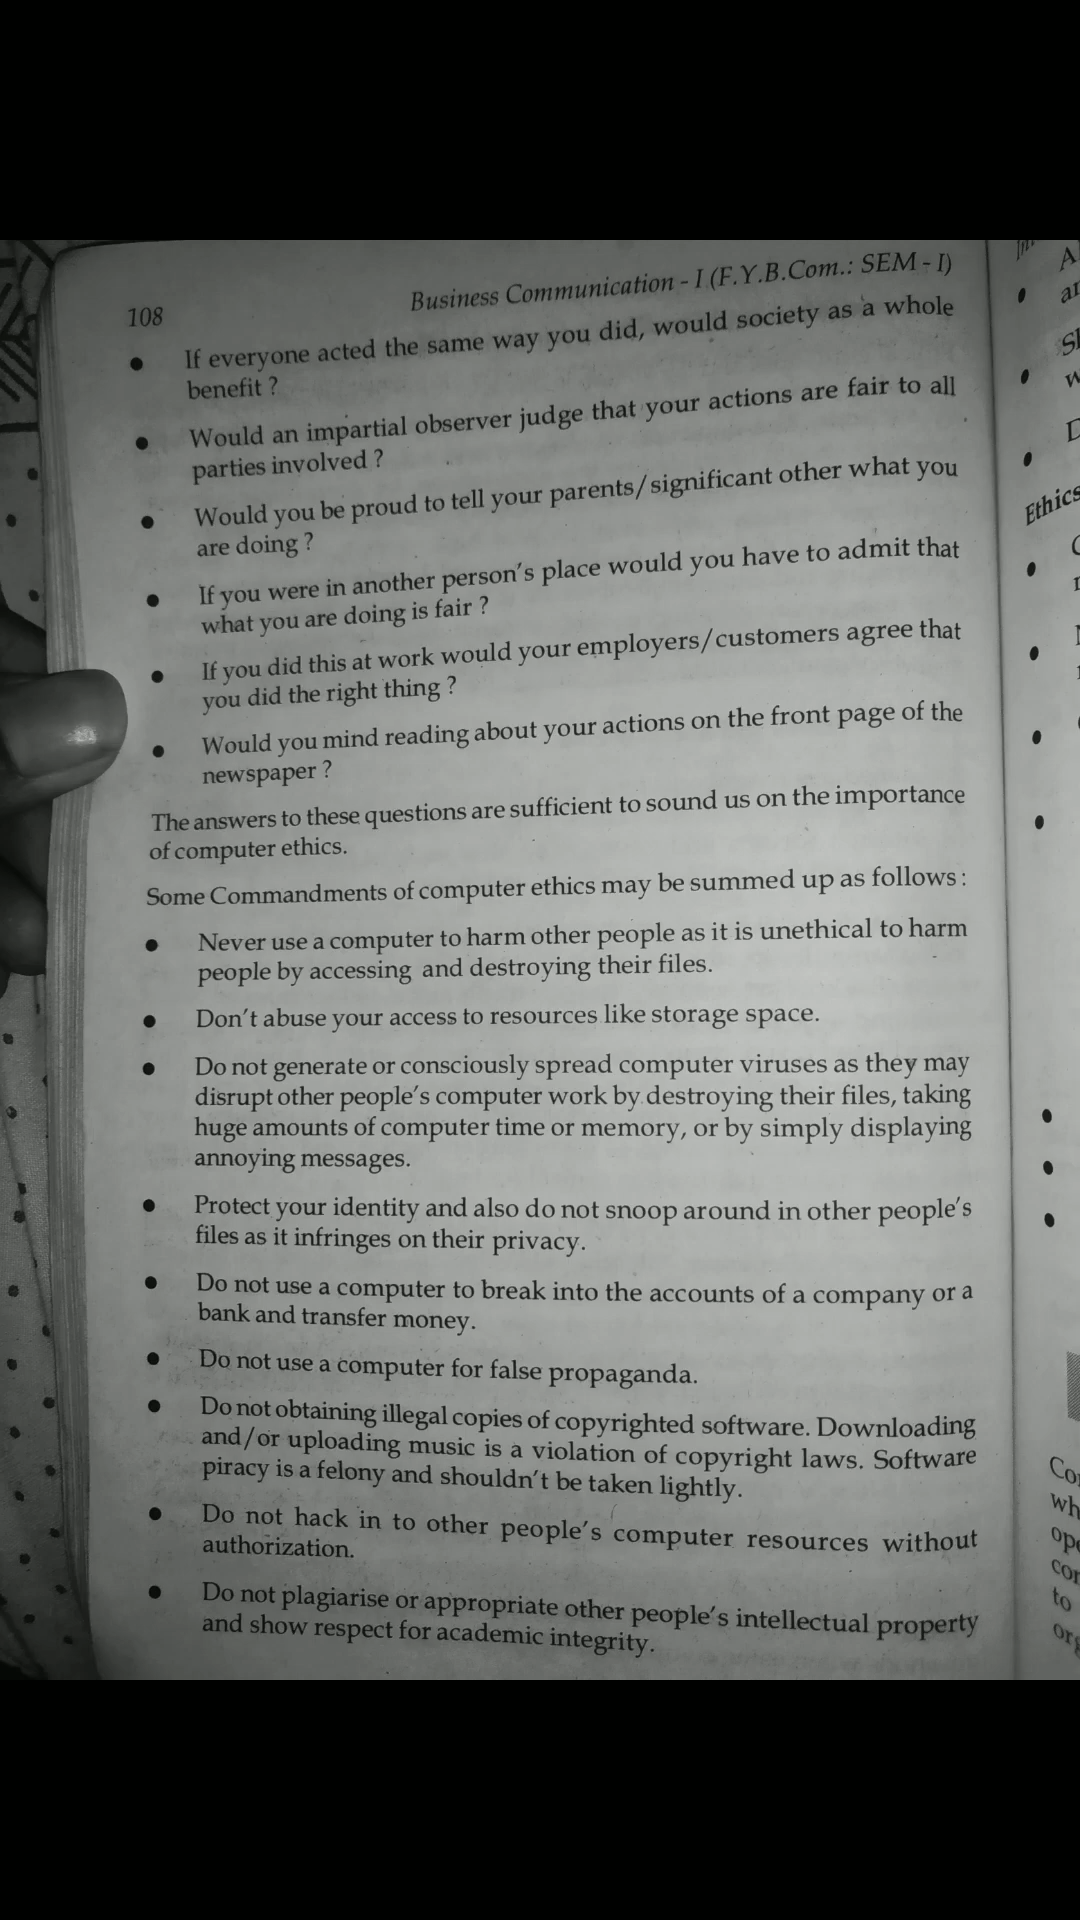 108
Business Communication - I (F.Y.B.Com.: SEM - I)
• If everyone acted the same way you did, would society as a whole
benefit ?
• Would an impartial observer judge that your actions are fair to all
parties involved ?
• Would you be proud to tell your parents/significant other what you
are doing ?
• If you were in another person's place would you have to admit that
what you are doing is fair ?
• If you did this at work would your employers/customers agree that
you did the right thing ?
• Would you mind reading about your actions on the front page of the
newspaper ?
The answers to these questions are sufficient to sound us on the importance
of computer ethics.
Some Commandments of computer ethics may be summed up as follows :
• Never use a computer to harm other people as it is unethical to harm
people by accessing and destroying their files.
• Don't abuse your access to resources like storage space.
• Do not generate or consciously spread computer viruses as they may
disrupt other people's computer work by destroying their files, taking
huge amounts of computer time or memory, or by simply displaying
annoying messages.
• Protect your identity and also do not snoop around in other people's
files as it infringes on their privacy.
• Do not use a computer to break into the accounts of a company or a
bank and transfer money.
• Do not use a computer for false propaganda.
• Do not obtaining illegal copies of copyrighted software. Downloading
and/or uploading music is a violation of copyright laws. Software
piracy is a felony and shouldn't be taken lightly.
• Do not hack in to other people's computer resources without
authorization.
• Do not plagiarise or appropriate other people's intellectual property
and show respect for academic integrity.
Ethics
to